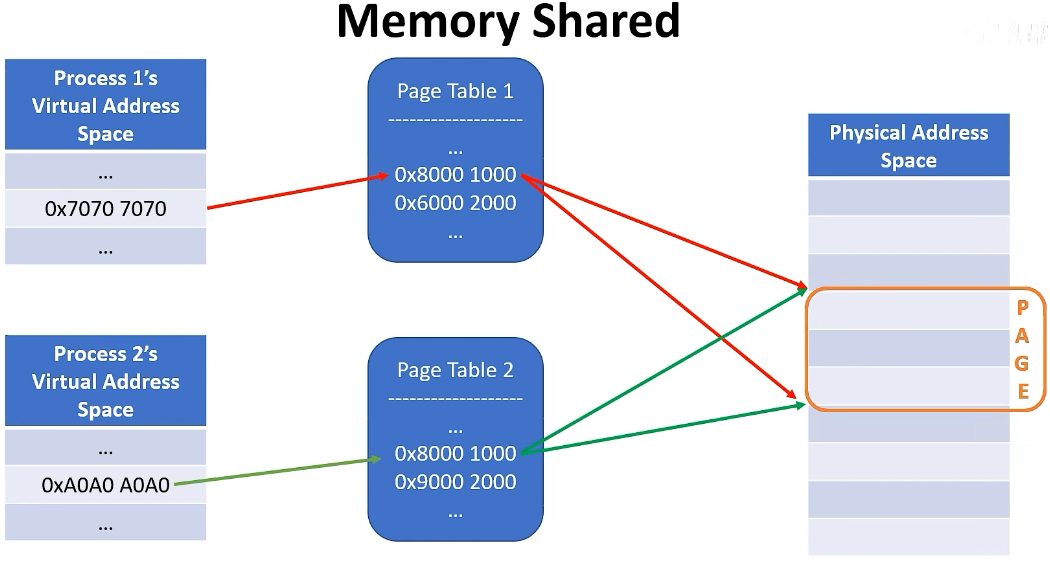 Memory Shared
Process 1's
Virtual Address
Space
...
0x7070 7070
...
Page Table 1
-------------------
...
0x8000 1000
0x6000 2000
...
Process 2's
Virtual Address
Space
...
0xA0A0 A0A0
...
Page Table 2
-------------------
...
0x8000 1000
0x9000 2000
...
Physical Address
Space
P
A
G
E